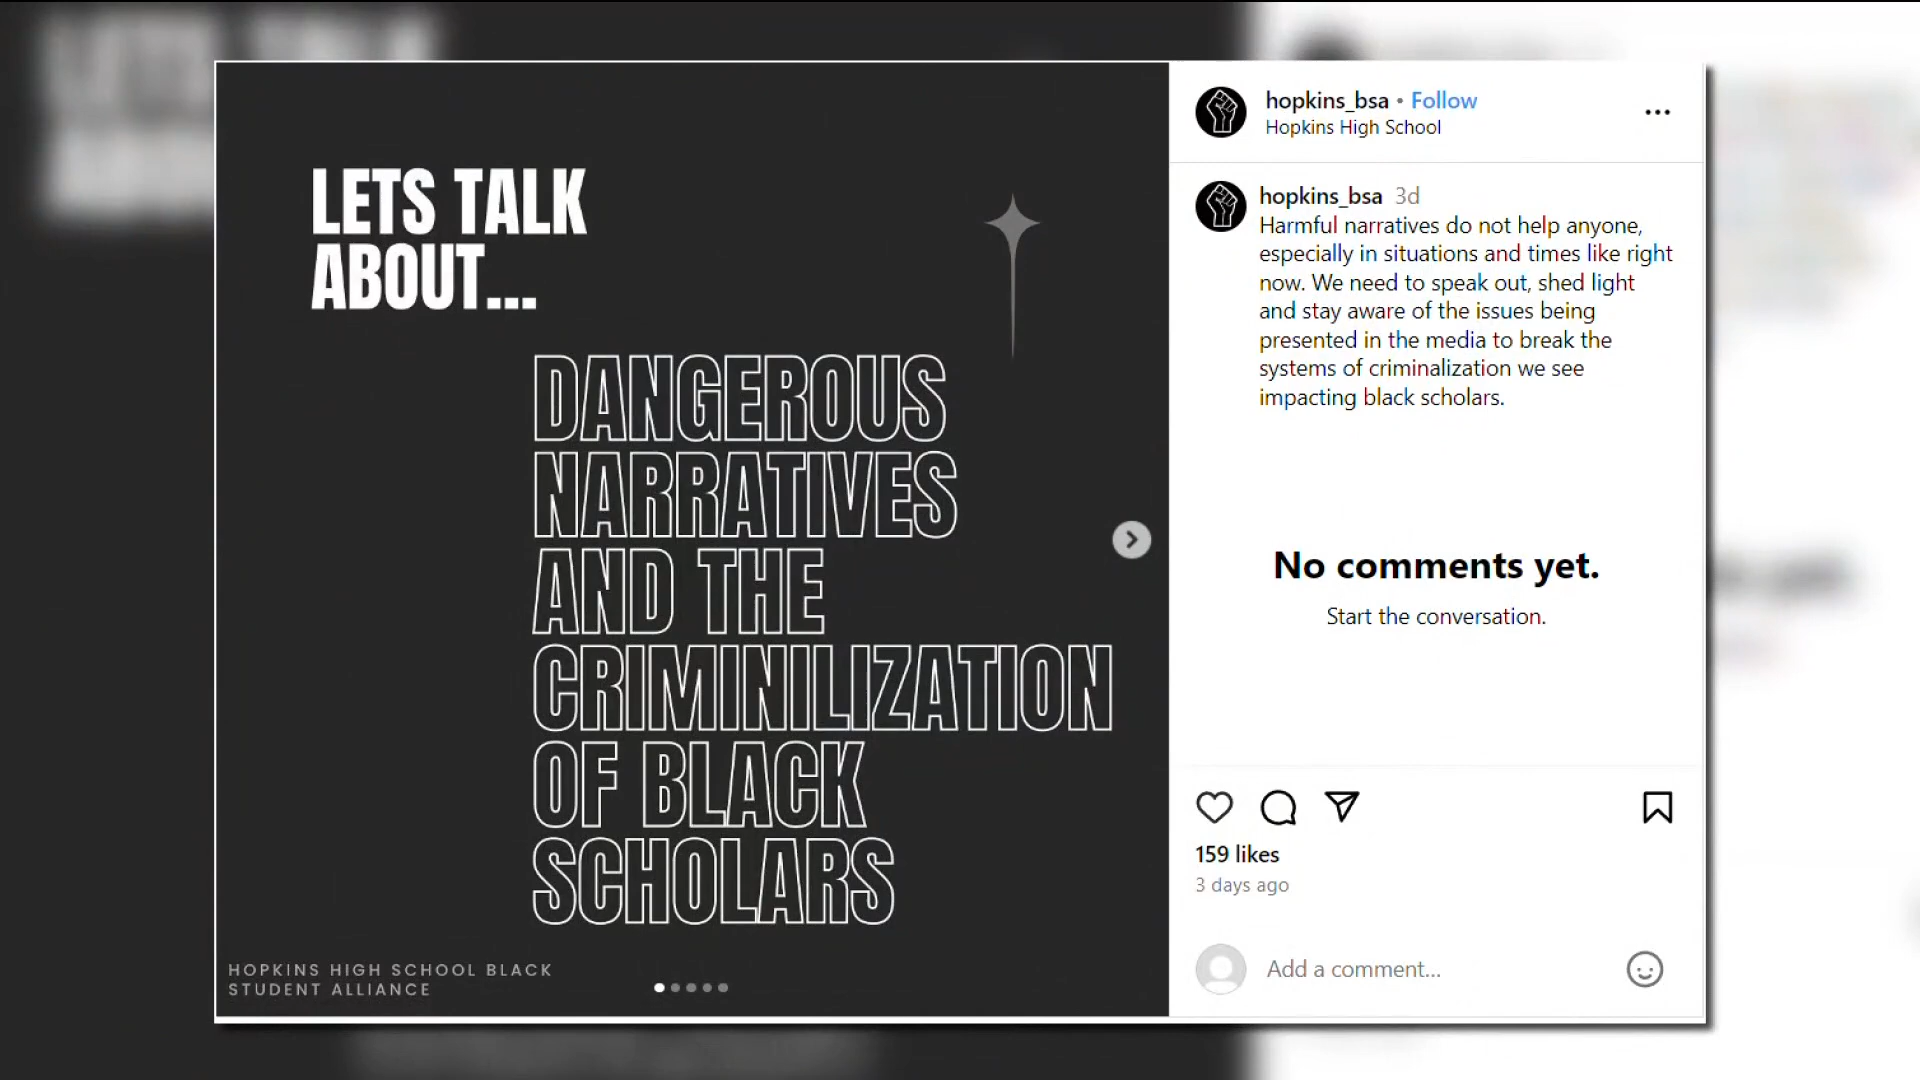 LETS TALK
ABOUT...
DANGEROUS
NARRATIVES
AND THE
CRIMINILIZATION
OF BLACK
SCHOLARS
HOPKINS HIGH SCHOOL BLACK
STUDENT ALLIANCE
hopkins_bsa • Follow
Hopkins High School
hopkins_bsa 3d
Harmful narratives do not help anyone,
especially in situations and times like right
now. We need to speak out, shed light
and stay aware of the issues being
presented in the media to break the
systems of criminalization we see
impacting black scholars.
No comments yet.
Start the conversation.
159 likes
3 days ago
Add a comment...